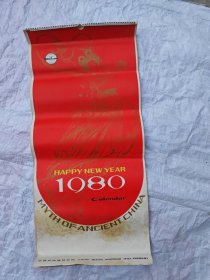 HAPPY NEW YEAR
1980
Calendar
MYTH OF ANCIENT CHINA